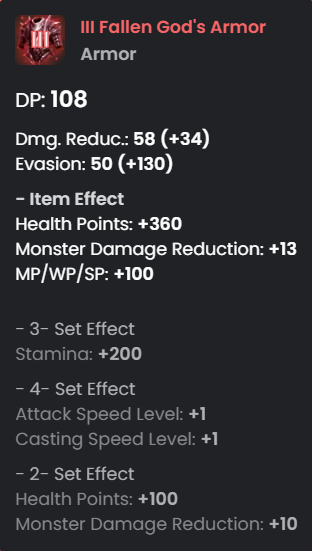 III Fallen God's Armor
Armor
DP: 108
Dmg. Reduc.: 58 (+34)
Evasion: 50 (+130)
- Item Effect
Health Points: +360
Monster Damage Reduction: +13
MP/WP/SP: +100
- 3- Set Effect
Stamina: +200
- 4- Set Effect
Attack Speed Level: +1
Casting Speed Level: +1
- 2- Set Effect
Health Points: +100
Monster Damage Reduction: +10